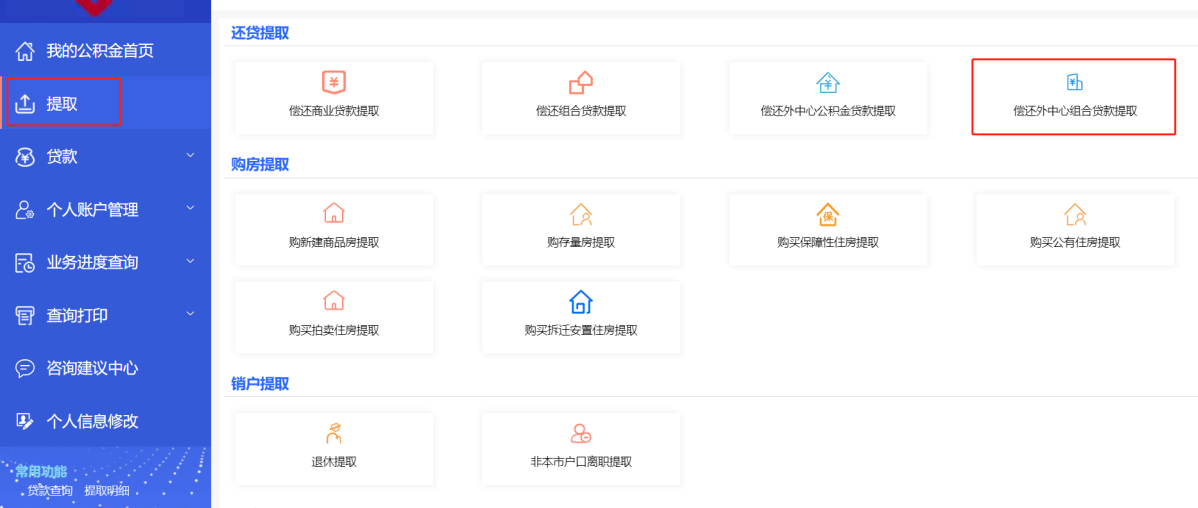 我的公积金首页
提取
贷款
个人账户管理
业务进度查询
查询打印
咨询建议中心
个人信息修改
常用功能
贷款查询 提取明细
还贷提取
偿还商业贷款提取 偿还组合贷款提取 偿还外中心公积金贷款提取 偿还外中心组合贷款提取
购房提取
购新建商品房提取 购存量房提取 保 购买保障性住房提取 购买公有住房提取
购买拍卖住房提取 购买拆迁安置住房提取
销户提取
退休提取 非本市户口离职提取